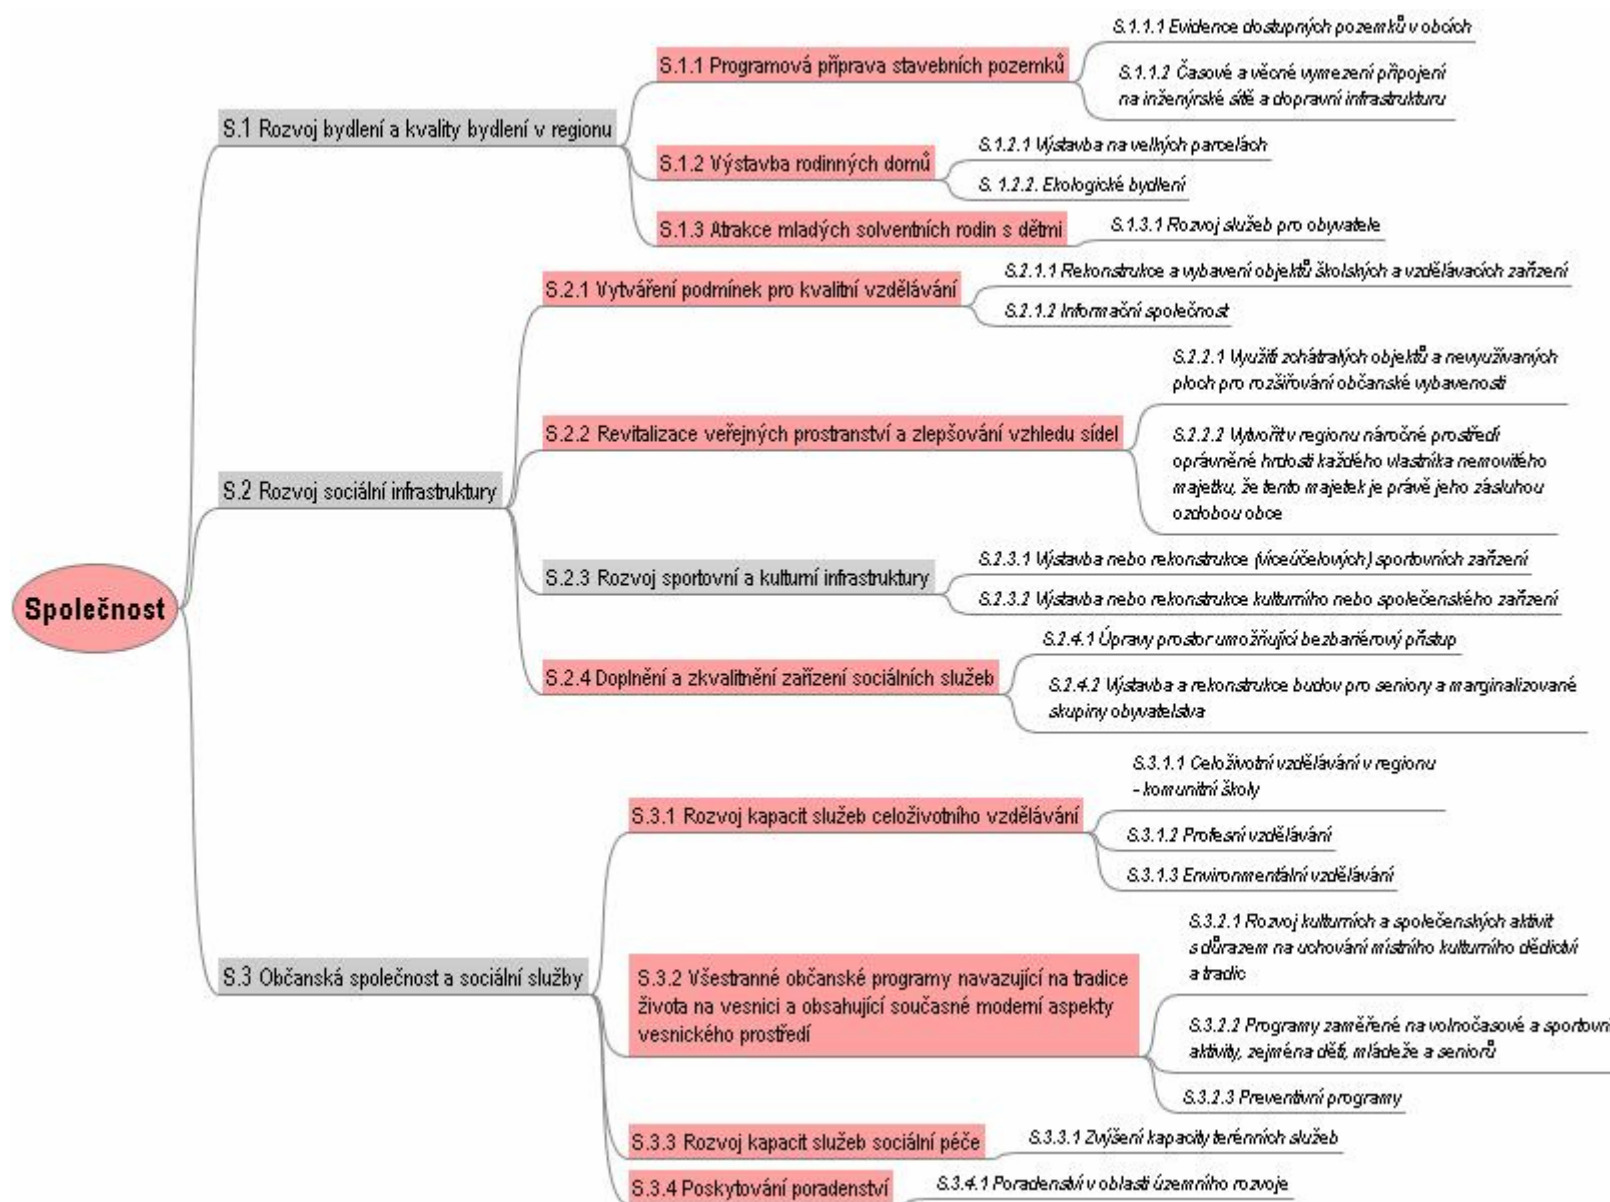 Společnost
S.1 Rozvoj bydlení a kvality bydlení v regionu
S.1.1 Programová příprava stavebních pozemků
S.1.1.1 Evidence dostupných pozemků v obcích
S.1.1.2 Časové a věcné vymezení připojení
na inženýrské sítě a dopravní infrastrukturu
S.1.2 Výstavba rodinných domů
S.1.2.1 Výstavba na velkých parcelách
S. 1.2.2. Ekologické bydlení
S.1.3 Atrakce mladých solventních rodin s dětmi
S.1.3.1 Rozvoj služeb pro obyvatele
S.2 Rozvoj sociální infrastruktury
S.2.1 Vytváření podmínek pro kvalitní vzdělávání
S.2.1.1 Rekonstrukce a vybavení objektů školských a vzdělávacích zařízení
S.2.1.2 Informační společnost
S.2.2 Revitalizace veřejných prostranství a zlepšování vzhledu sídel
S.2.2.1 Využití zchátralých objektů a nevyužívaných
ploch pro rozšiřování občanské vybavenosti
S.2.2.2 Vytvořit v regionu náročné prostředí
oprávněné hrdosti každého vlastníka nemovitého
majetku, že tento majetek je právě jeho zásluhou
ozdobou obce
S.2.3 Rozvoj sportovní a kulturní infrastruktury
S.2.3.1 Výstavba nebo rekonstrukce (víceúčelových) sportovních zařízení
S.2.3.2 Výstavba nebo rekonstrukce kulturního nebo společenského zařízení
S.2.4 Doplnění a zkvalitnění zařízení sociálních služeb
S.2.4.1 Úpravy prostor umožňující bezbariérový přístup
S.2.4.2 Výstavba a rekonstrukce budov pro seniory a marginalizované
skupiny obyvatelstva
S.3 Občanská společnost a sociální služby
S.3.1 Rozvoj kapacit služeb celoživotního vzdělávání
S.3.1.1 Celoživotní vzdělávání v regionu
- komunitní školy
S.3.1.2 Profesní vzdělávání
S.3.1.3 Environmentální vzdělávání
S.3.2 Všestranné občanské programy navazující na tradice
života na vesnici a obsahující současné moderní aspekty
vesnického prostředí
S.3.2.1 Rozvoj kulturních a společenských aktivit
s důrazem na uchování místního kulturního dědictví
a tradic
S.3.2.2 Programy zaměřené na volnočasové a sportovní
aktivity, zejména dětí, mládeže a seniorů
S.3.2.3 Preventivní programy
S.3.3 Rozvoj kapacit služeb sociální péče
S.3.3.1 Zvýšení kapacity terénních služeb
S.3.4 Poskytování poradenství
S.3.4.1 Poradenství v oblasti územního rozvoje